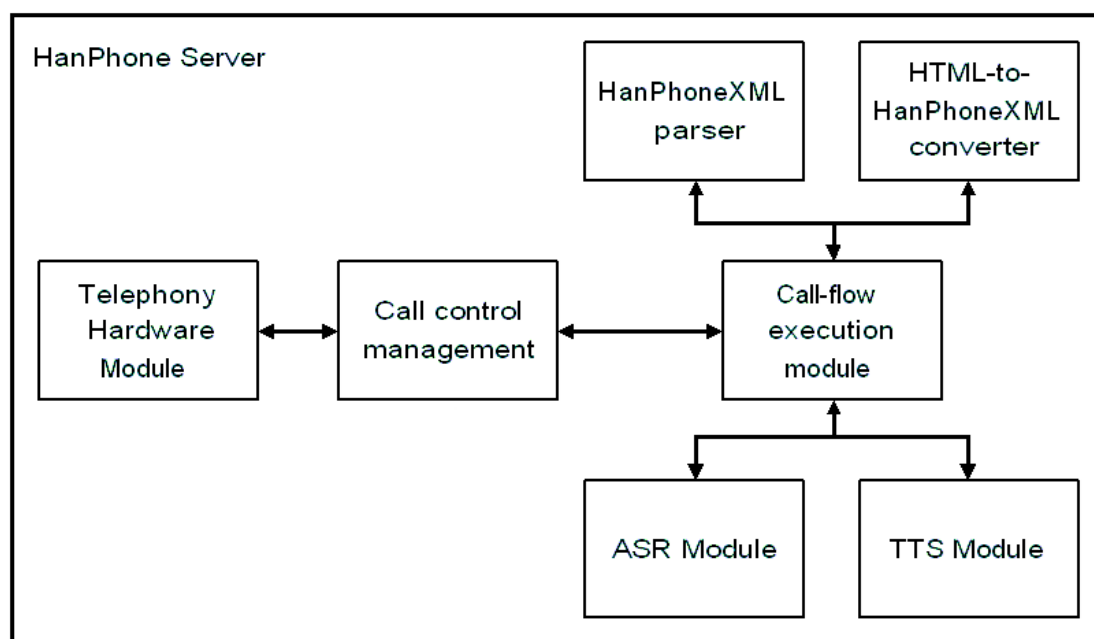 HanPhone Server
HanPhoneXML
parser
HTML-to-
HanPhoneXML
converter
Telephony
Hardware
Module
Call control
management
Call-flow
execution
module
ASR Module
TTS Module